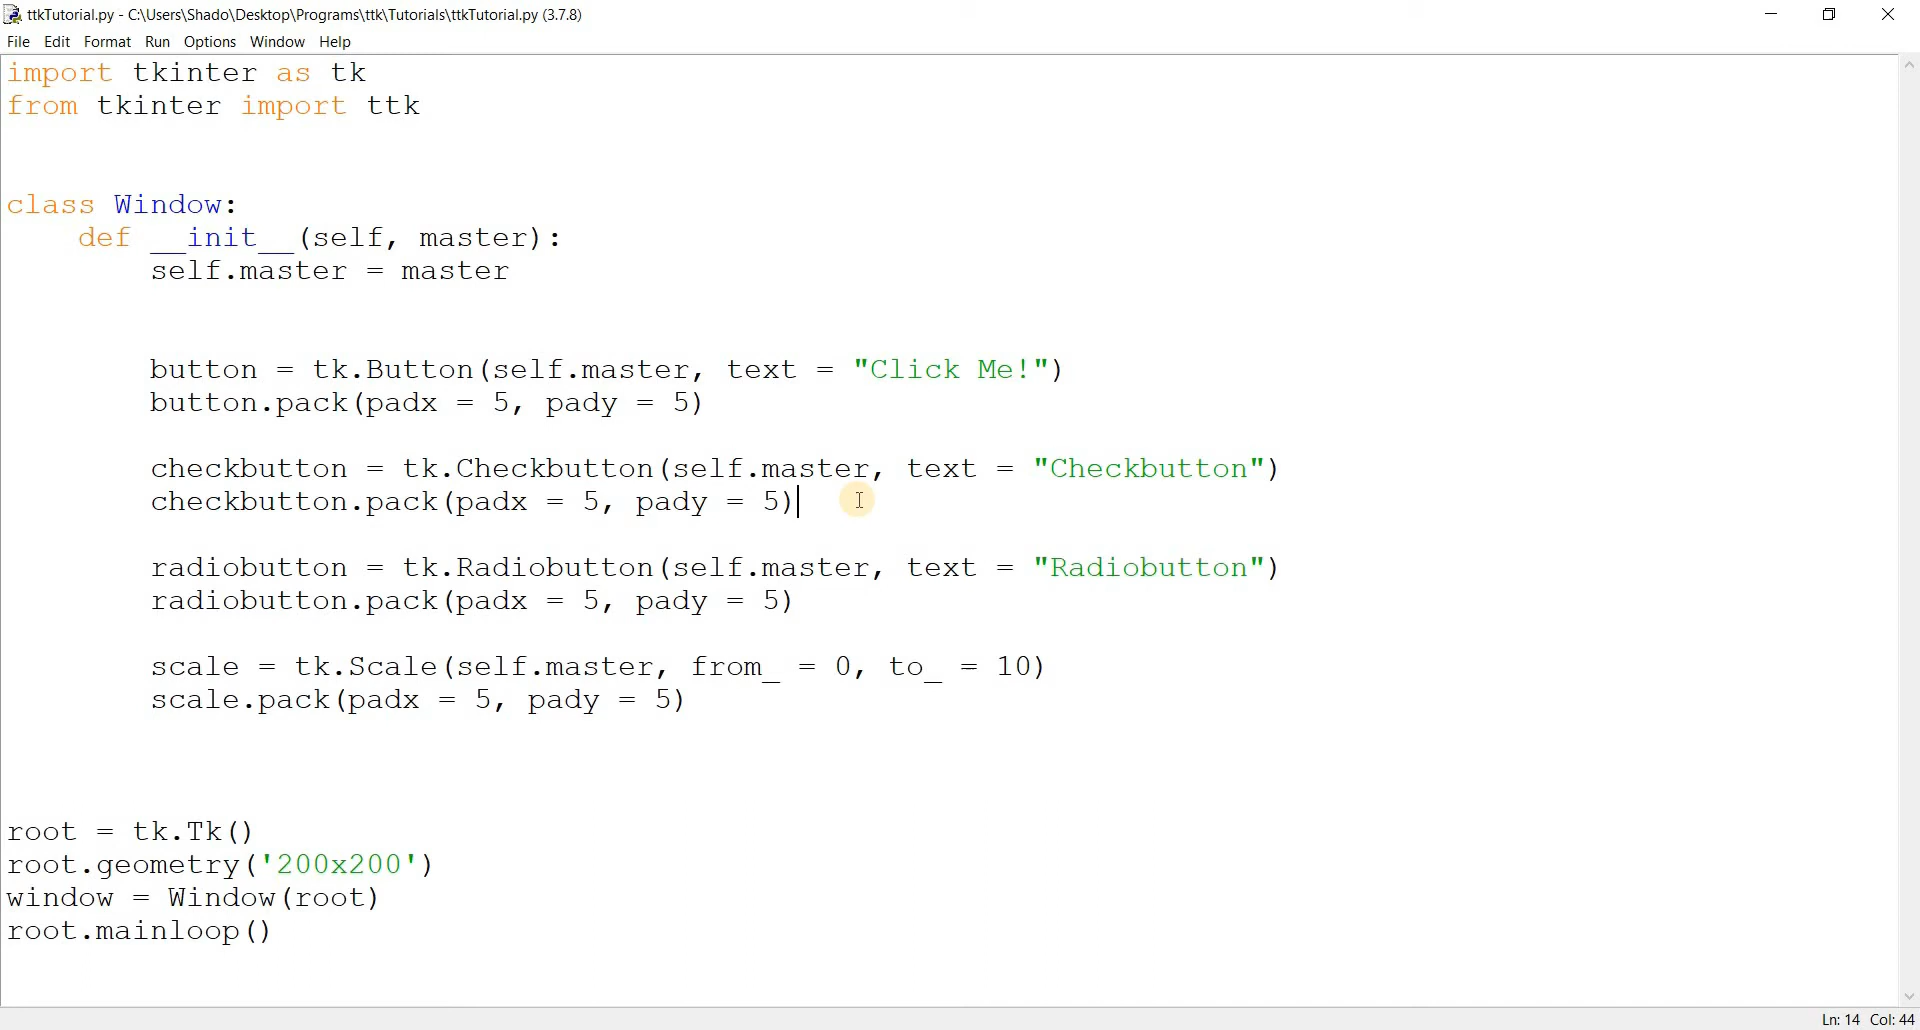 ttkTutorial.py - C:\Users\Shado\Desktop\Programs\ttk\Tutorials\ttkTutorial.py (3.7.8)
File Edit Format Run Options Window Help
import tkinter as tk
from tkinter import ttk
class Window:
    def __init__(self, master):
        self.master = master
        button = tk.Button(self.master, text = "Click Me!")
        button.pack(padx = 5, pady = 5)
        checkbutton = tk.Checkbutton(self.master, text = "Checkbutton")
        checkbutton.pack(padx = 5, pady = 5)
        radiobutton = tk.Radiobutton(self.master, text = "Radiobutton")
        radiobutton.pack(padx = 5, pady = 5)
        scale = tk.Scale(self.master, from_ = 0, to_ = 10)
        scale.pack(padx = 5, pady = 5)
root = tk.Tk()
root.geometry('200x200')
window = Window(root)
root.mainloop()
Ln: 14 Col: 44